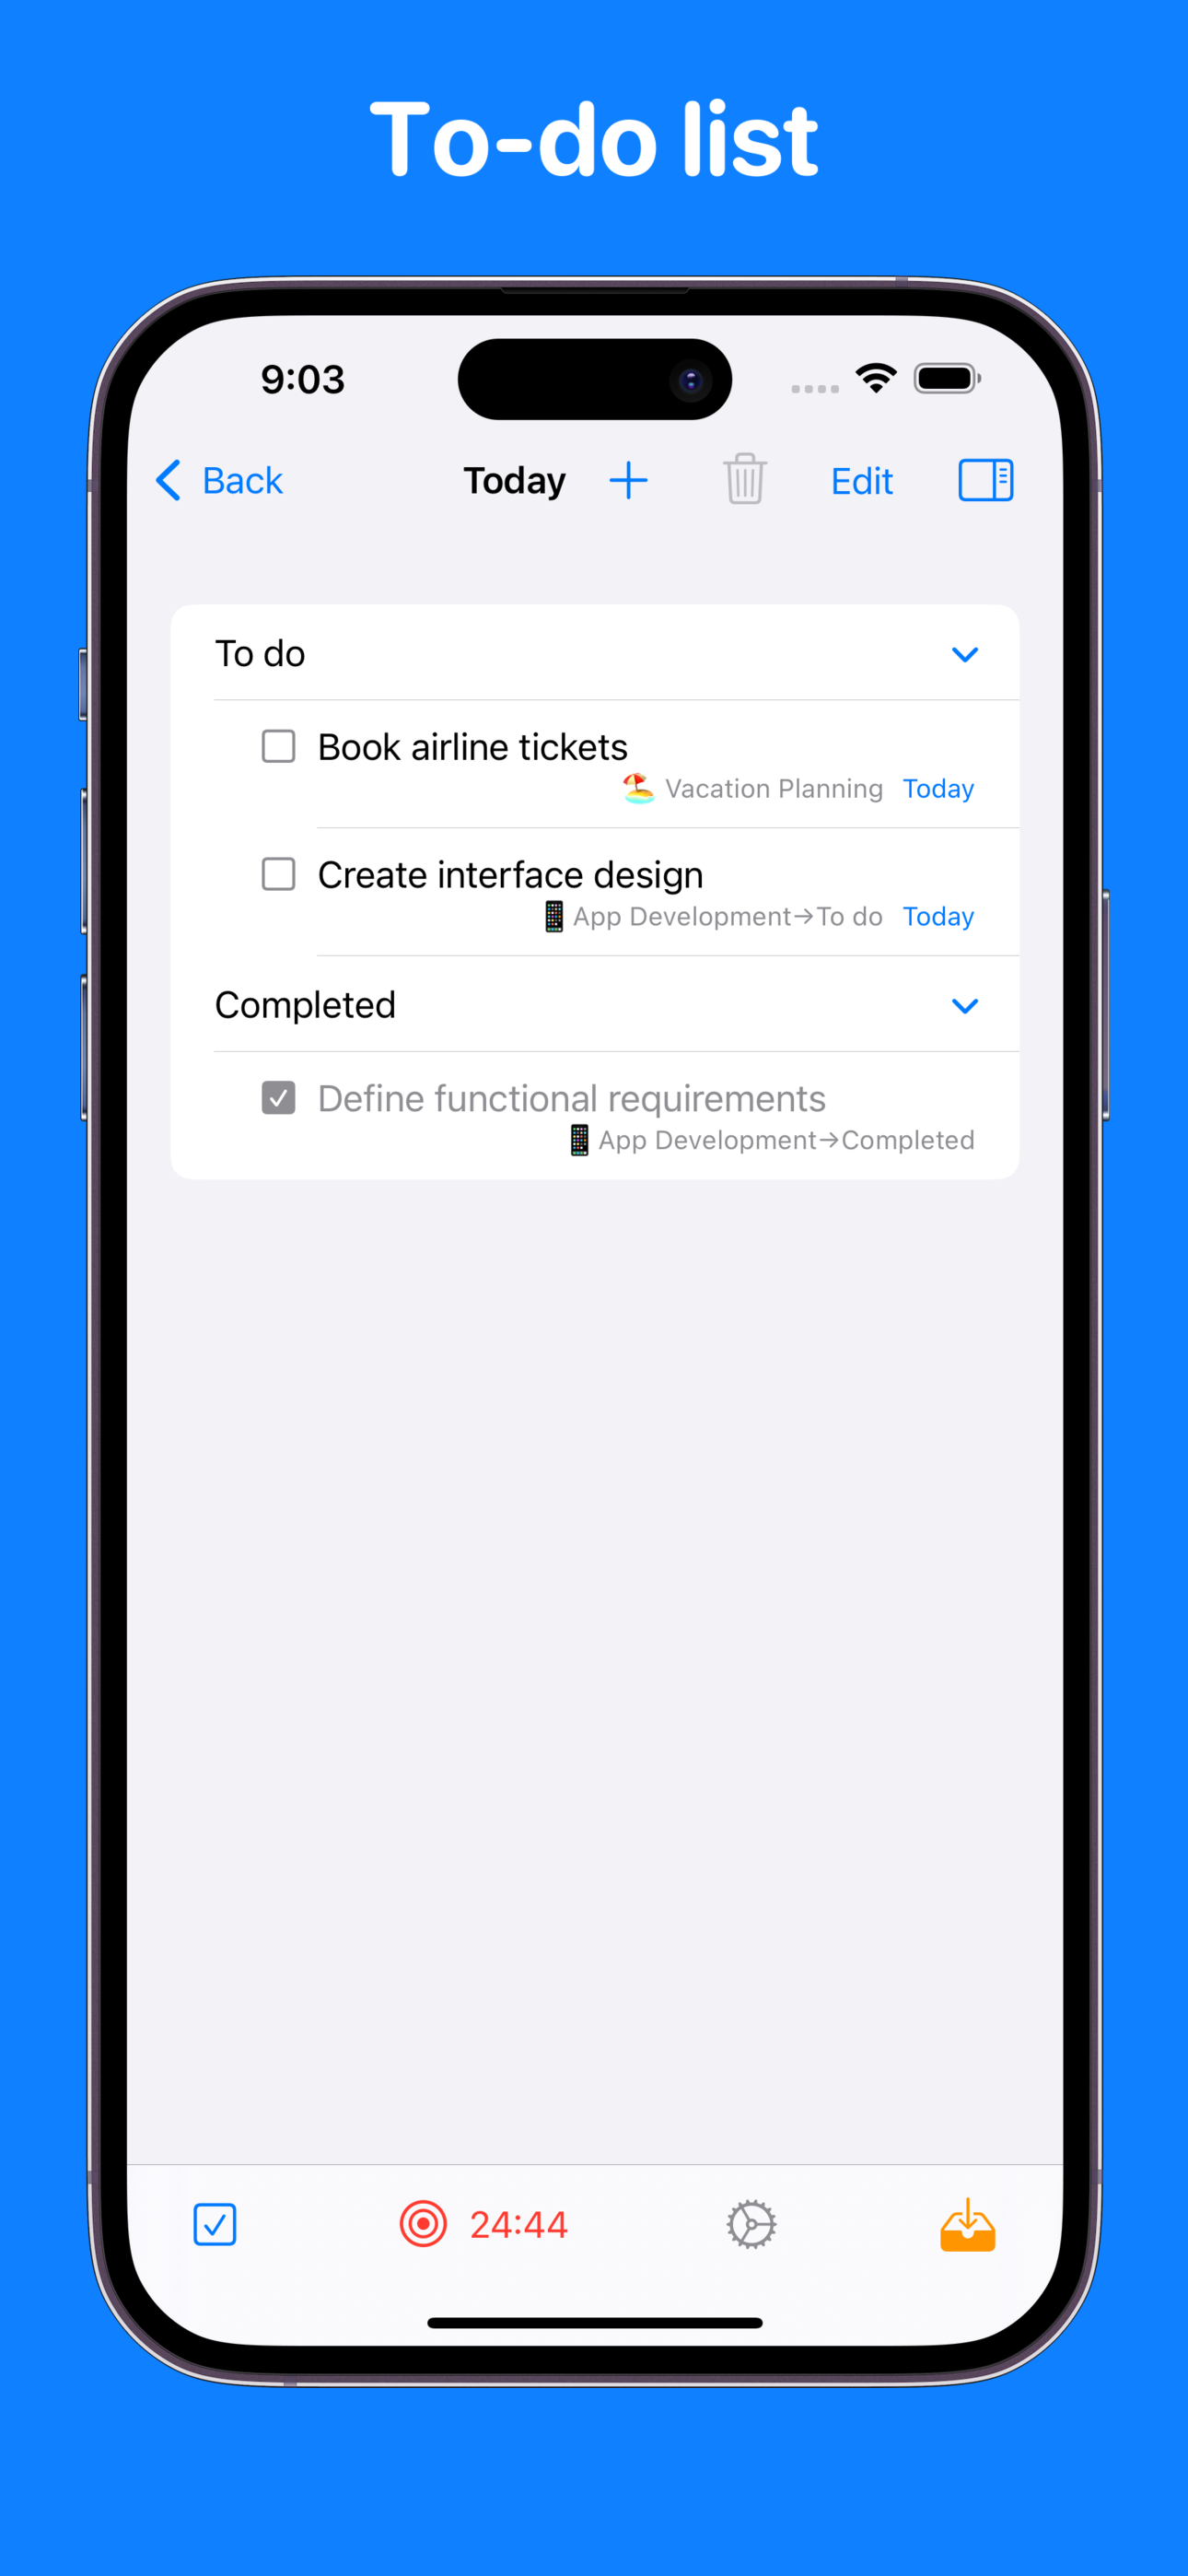 To-do list
9:03
Back Today Edit
To do
Book airline tickets
Vacation Planning Today
Create interface design
App Development→To do Today
Completed
Define functional requirements
App Development→Completed
24:44